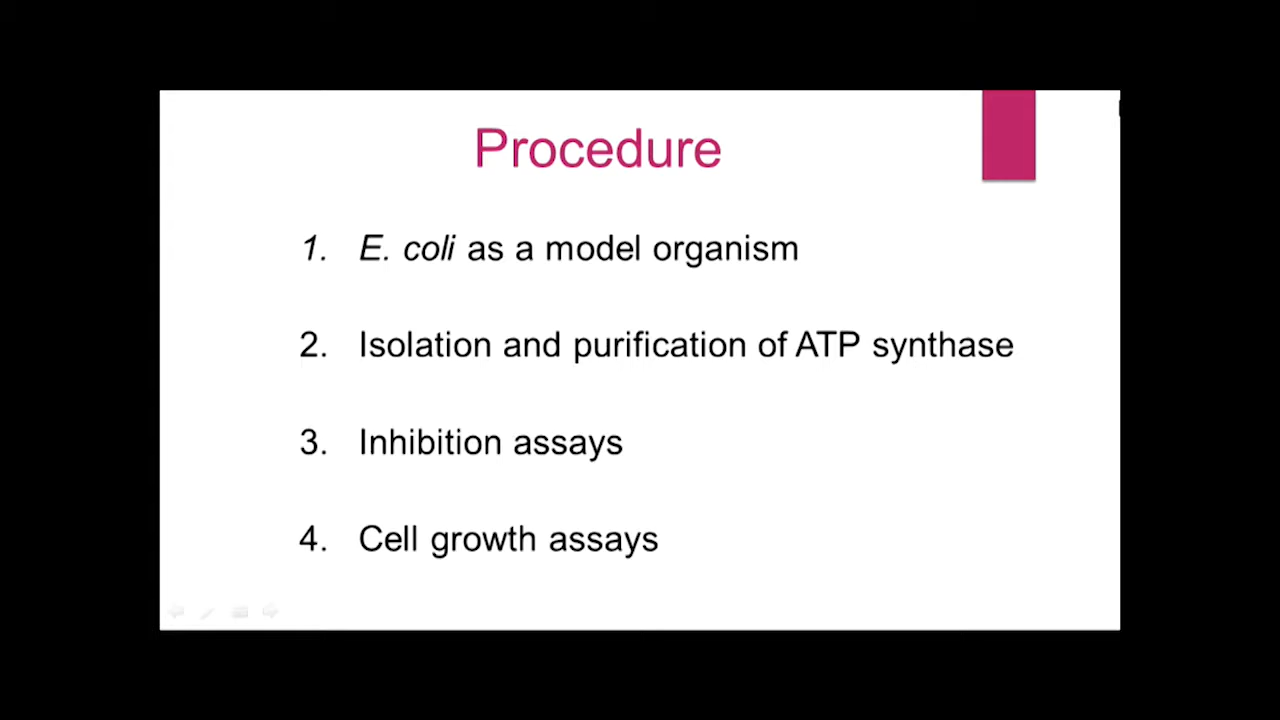 Procedure
1. E. coli as a model organism
2. Isolation and purification of ATP synthase
3. Inhibition assays
4. Cell growth assays